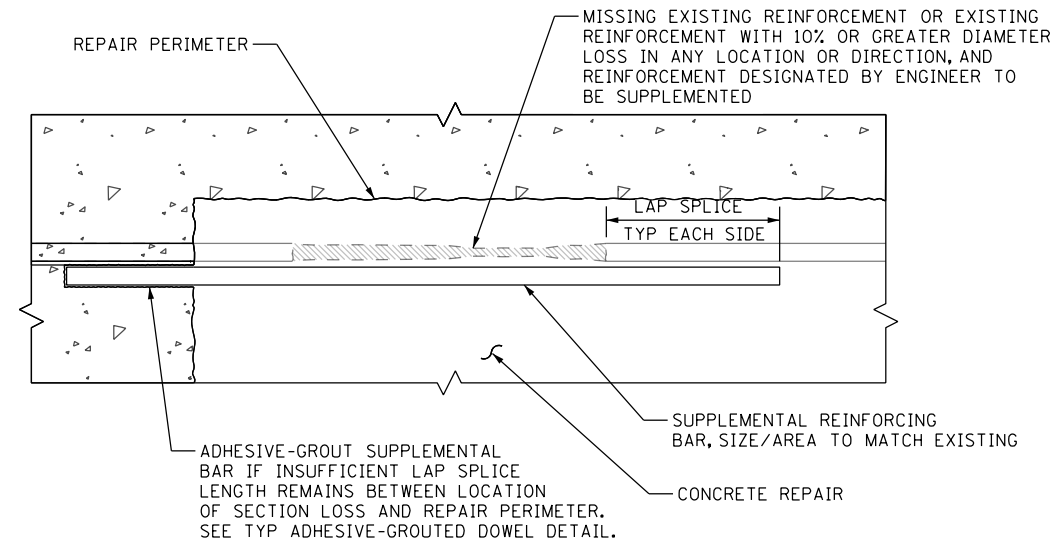 MISSING EXISTING REINFORCEMENT OR EXISTING
REINFORCEMENT WITH 10% OR GREATER DIAMETER
LOSS IN ANY LOCATION OR DIRECTION, AND
REINFORCEMENT DESIGNATED BY ENGINEER TO
BE SUPPLEMENTED
REPAIR PERIMETER
LAP SPLICE
TYP EACH SIDE
SUPPLEMENTAL REINFORCING
BAR, SIZE/AREA TO MATCH EXISTING
ADHESIVE-GROUT SUPPLEMENTAL
BAR IF INSUFFICIENT LAP SPLICE
LENGTH REMAINS BETWEEN LOCATION
OF SECTION LOSS AND REPAIR PERIMETER.
SEE TYP ADHESIVE-GROUTED DOWEL DETAIL.
CONCRETE REPAIR